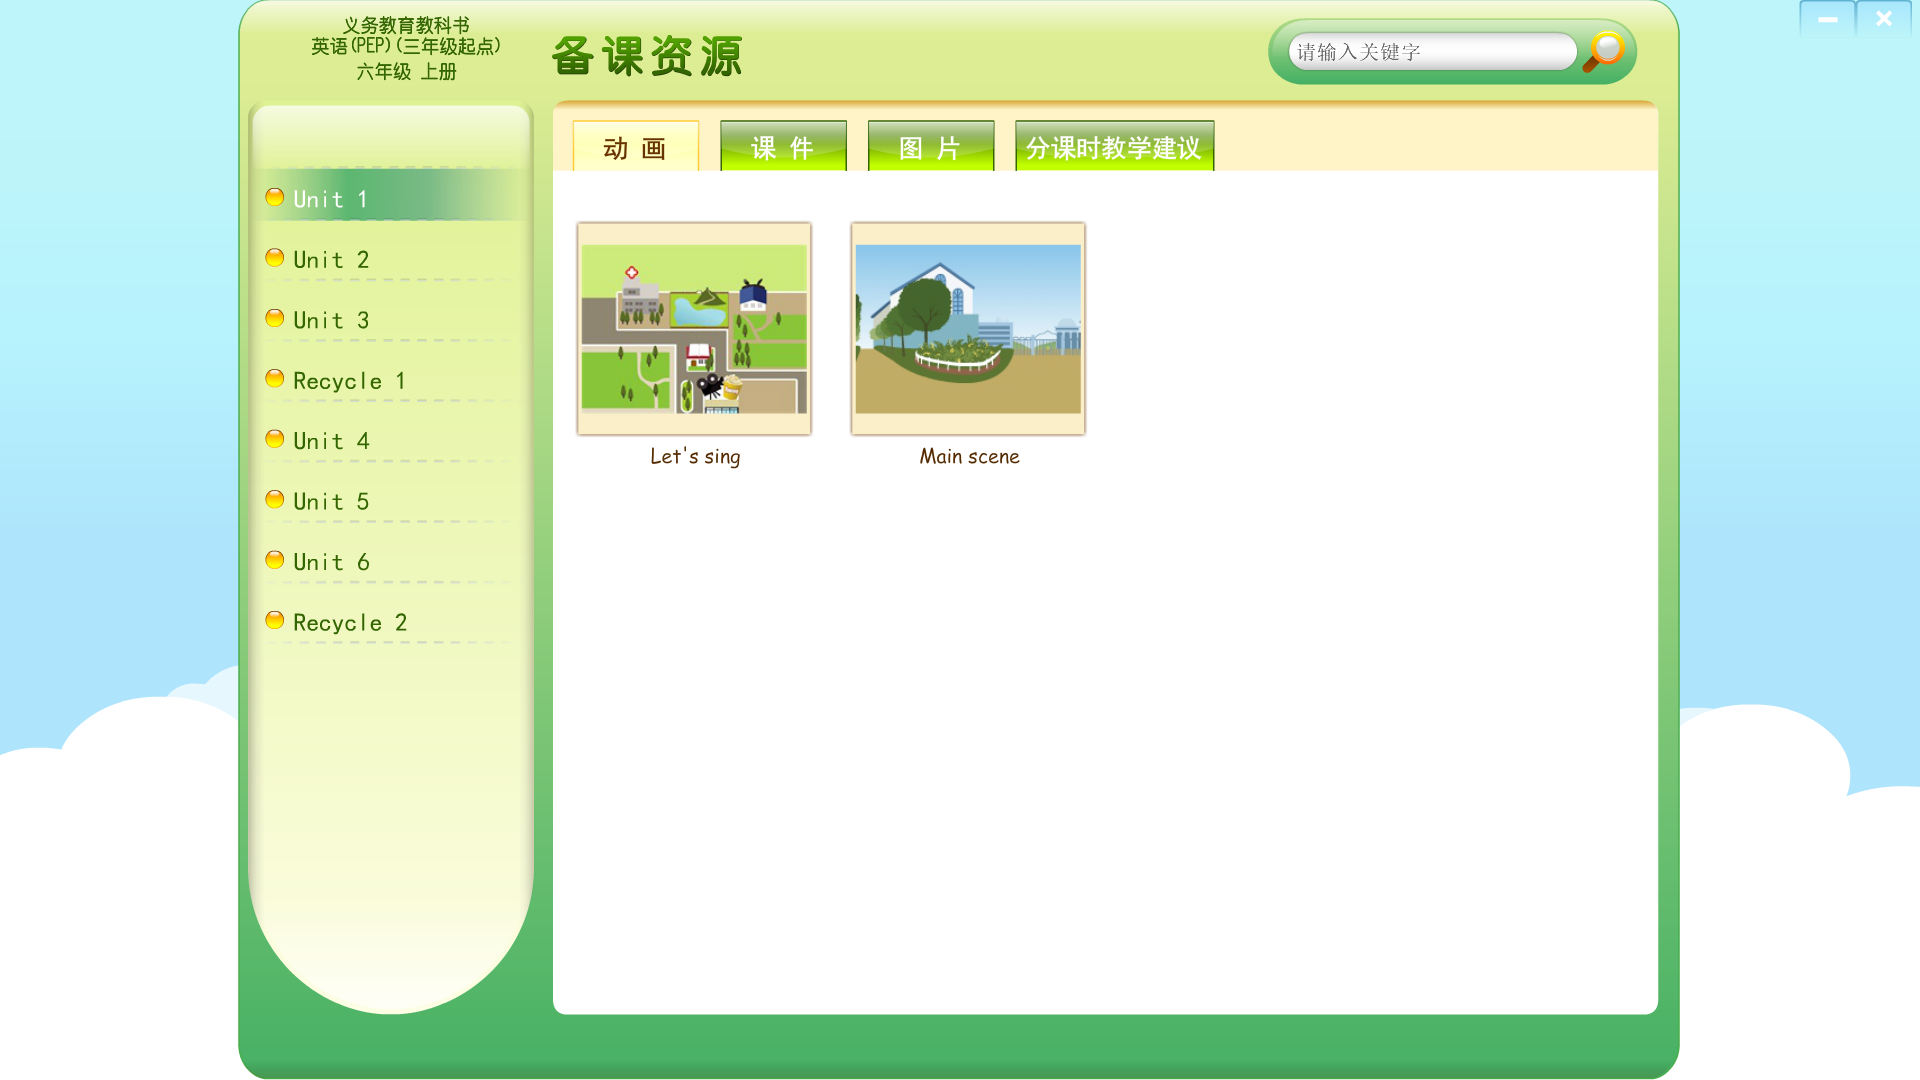 义务教育教科书
英语(PEP)(三年级起点)
六年级 上册
备课资源
请输入关键字
动 画
课 件
图 片
分课时教学建议
Unit 1
Unit 2
Unit 3
Recycle 1
Unit 4
Unit 5
Unit 6
Recycle 2
Let's sing
Main scene